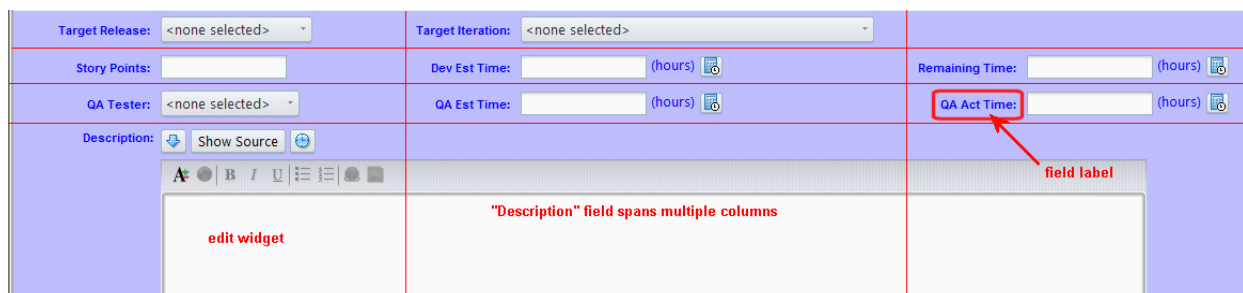 Target Release: <none selected> Target Iteration: <none selected>
Story Points: Dev Est Time: (hours) Remaining Time: (hours)
QA Tester: <none selected> QA Est Time: (hours) QA Act Time: (hours)
Description: Show Source
A B I U
field label
"Description" field spans multiple columns
edit widget